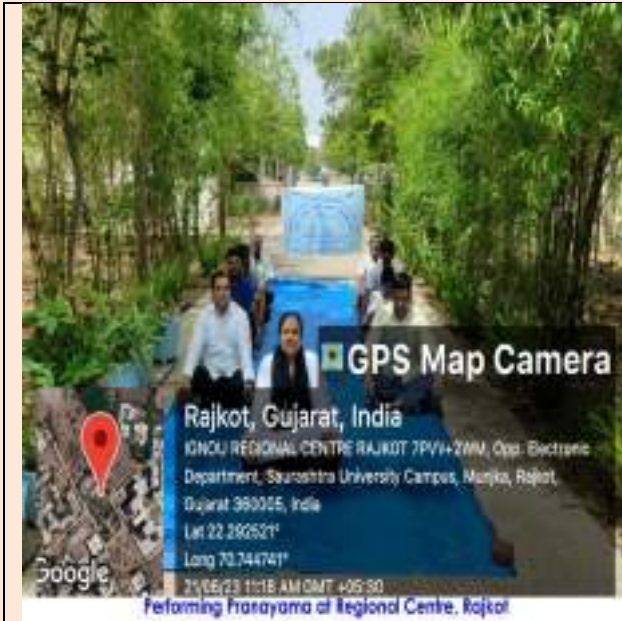 GPS Map Camera
Rajkot, Gujarat, India
IGNOU REGIONAL CENTRE RAJKOT 7PVV+2WM, Opp. Electronic
Department, Saurashtra University Campus, Munjka, Rajkot,
Gujarat 360005, India
Lat 22.292521°
Long 70.744741°
21/06/23 11:18 AM GMT +05:30
Google
Performing Pranayama at Regional Centre, Rajkot